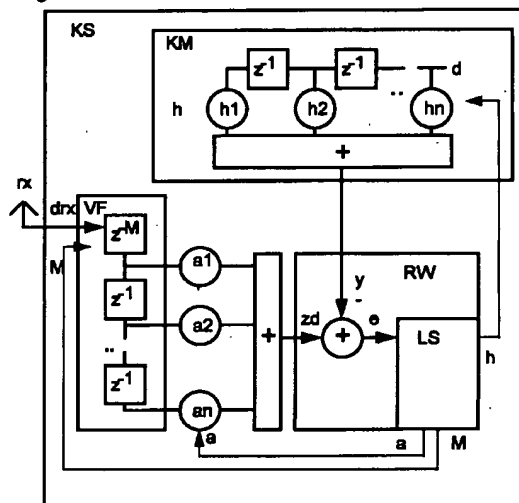 KS
KM
z-1 z-1 d
h h1 h2 .. hn
+
rx
drx VF
z-M
M
a1
RW
y
-
z-1
a2
+
zd + e LS
h
..
z-1
an
a
a M